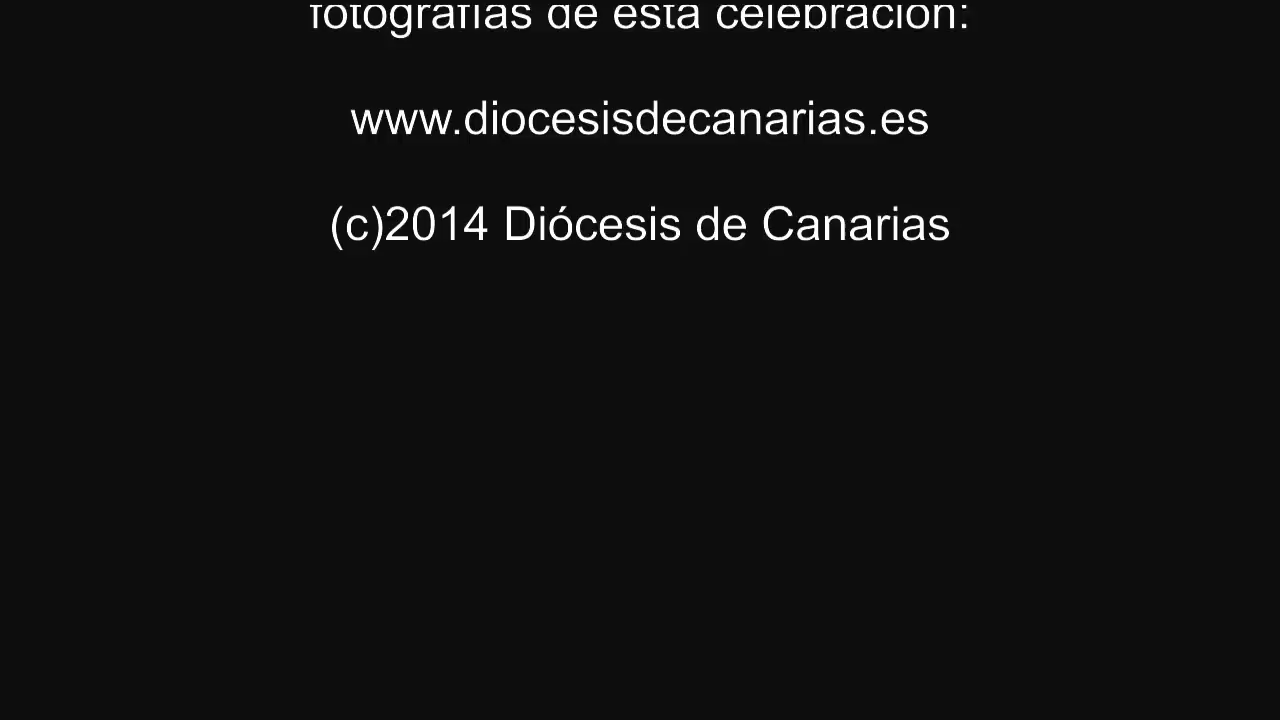 fotografías de esta celebración:
www.diocesisdecanarias.es
(c)2014 Diócesis de Canarias